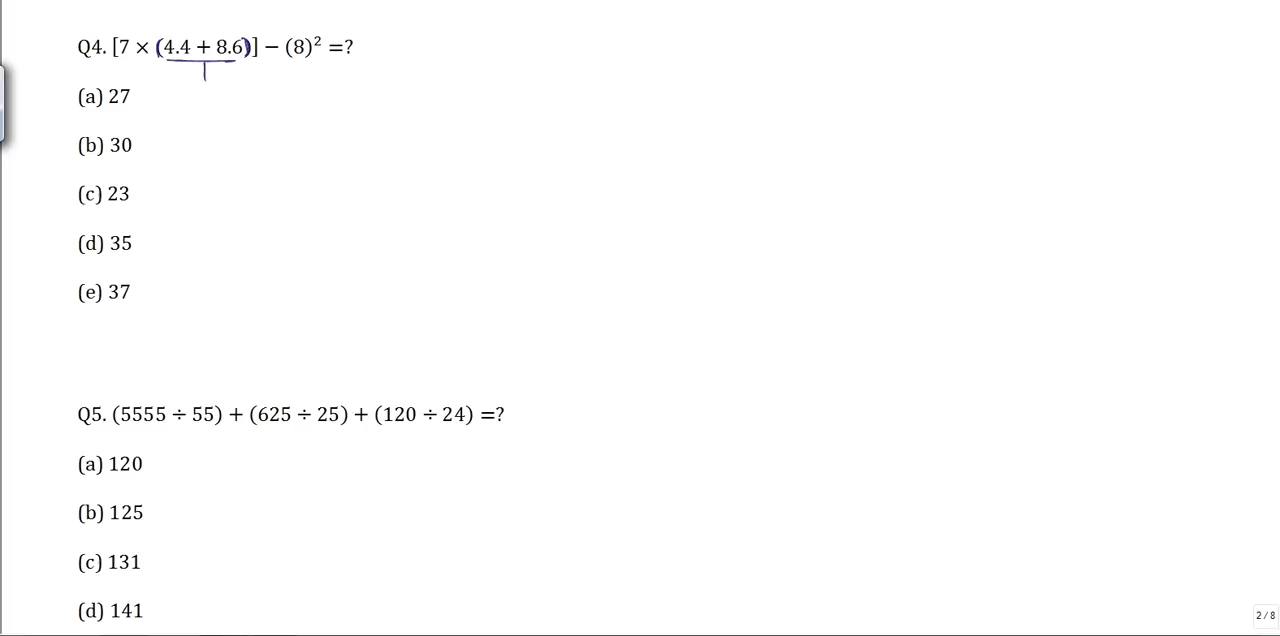 Q4. [7 × (4.4 + 8.6)] − (8)² =?
(a) 27
(b) 30
(c) 23
(d) 35
(e) 37
Q5. (5555 ÷ 55) + (625 ÷ 25) + (120 ÷ 24) =?
(a) 120
(b) 125
(c) 131
(d) 141
2 / 8